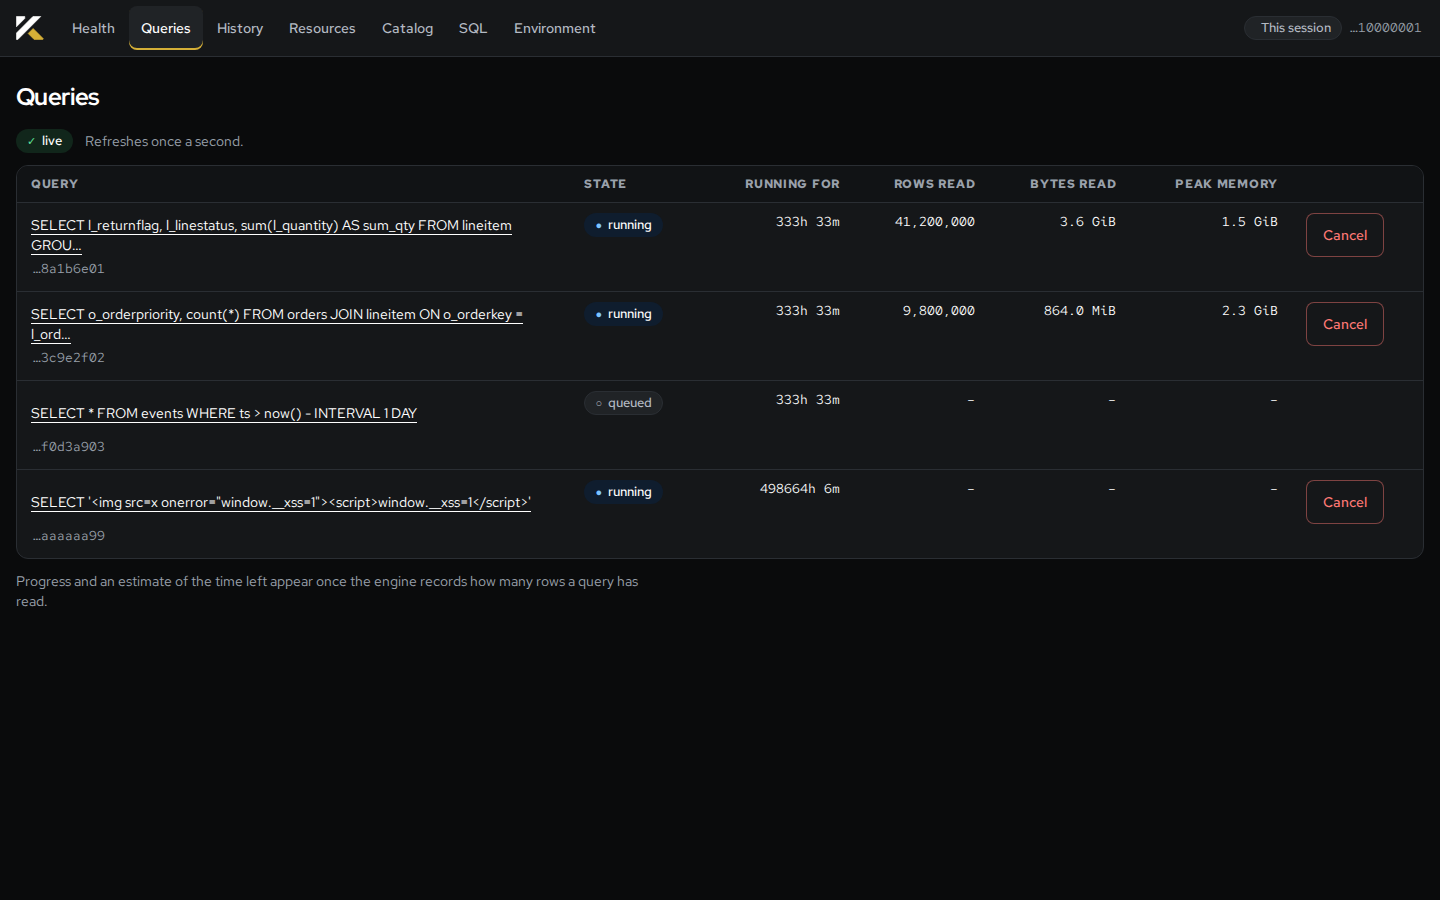 Health Queries History Resources Catalog SQL Environment This session …10000001
Queries
✓ live Refreshes once a second.
QUERY STATE RUNNING FOR ROWS READ BYTES READ PEAK MEMORY
SELECT l_returnflag, l_linestatus, sum(l_quantity) AS sum_qty FROM lineitem running 333h 33m 41,200,000 3.6 GiB 1.5 GiB Cancel
GROU…
…8a1b6e01
SELECT o_orderpriority, count(*) FROM orders JOIN lineitem ON o_orderkey = running 333h 33m 9,800,000 864.0 MiB 2.3 GiB Cancel
l_ord…
…3c9e2f02
SELECT * FROM events WHERE ts > now() - INTERVAL 1 DAY queued 333h 33m – – –
…f0d3a903
SELECT '<img src=x onerror="window.__xss=1"><script>window.__xss=1</script>' running 498664h 6m – – – Cancel
…aaaaaa99
Progress and an estimate of the time left appear once the engine records how many rows a query has
read.